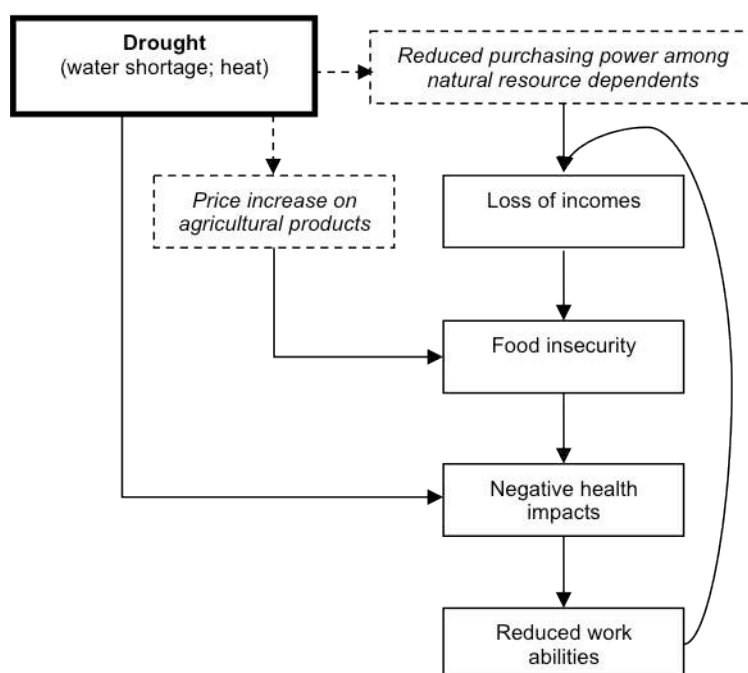 Drought
(water shortage; heat)
Reduced purchasing power among
natural resource dependents
Price increase on
agricultural products
Loss of incomes
Food insecurity
Negative health
impacts
Reduced work
abilities